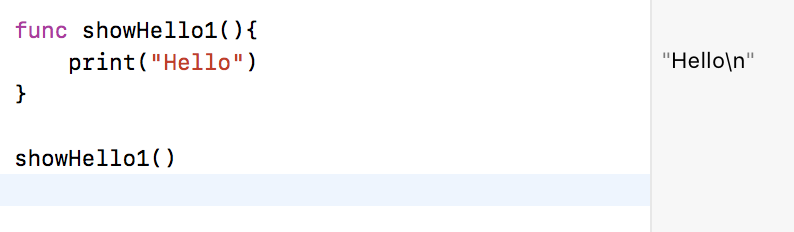 func showHello1(){
    print("Hello")
}
showHello1()
"Hello\n"